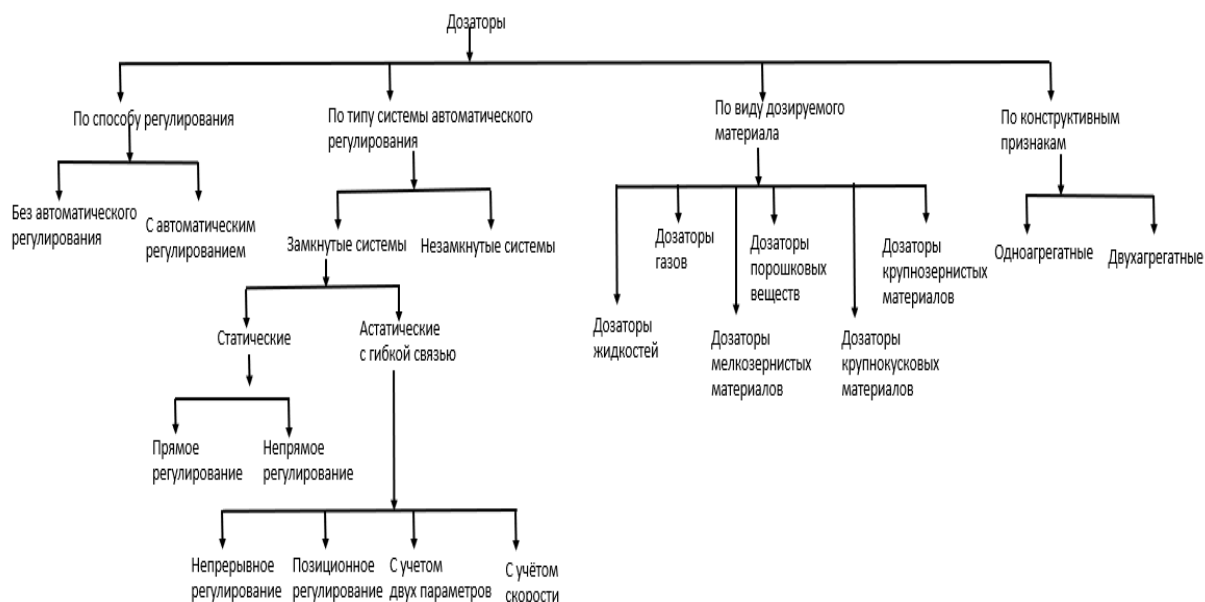 Дозаторы
По способу регулирования
По типу системы автоматического
регулирования
По виду дозируемого
материала
По конструктивным
признакам
Без автоматического
регулирования
С автоматическим
регулированием
Замкнутые системы
Незамкнутые системы
Дозаторы
газов
Дозаторы
порошковых
веществ
Дозаторы
крупнозернистых
материалов
Одноагрегатные
Двухагрегатные
Дозаторы
жидкостей
Дозаторы
мелкозернистых
материалов
Дозаторы
крупнокусковых
материалов
Статические
Астатические
с гибкой связью
Прямое
регулирование
Непрямое
регулирование
Непрерывное
регулирование
Позиционное
регулирование
С учетом
двух параметров
С учётом
скорости